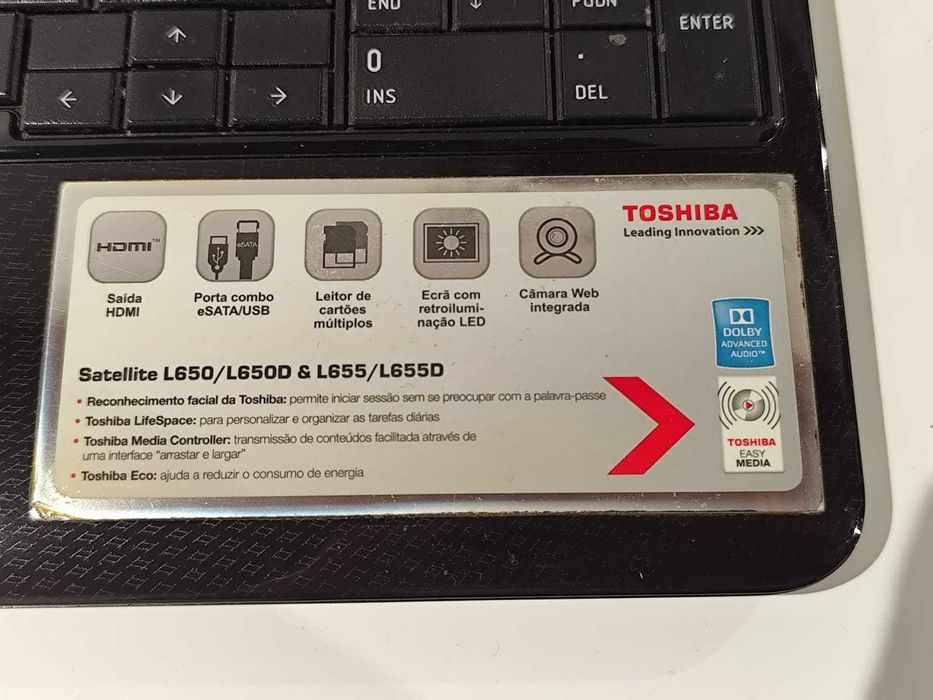 END
↓
PGDN
ENTER
↑
0
.
←
↓
→
INS
DEL
HDMI™
eSATA
TOSHIBA
Leading Innovation >>>
Saída
HDMI
Porta combo
eSATA/USB
Leitor de
cartões
múltiplos
Ecrã com
retroilumi-
nação LED
Câmara Web
integrada
DOLBY
ADVANCED
AUDIO™
Satellite L650/L650D & L655/L655D
• Reconhecimento facial da Toshiba: permite iniciar sessão sem se preocupar com a palavra-passe
• Toshiba LifeSpace: para personalizar e organizar as tarefas diárias
• Toshiba Media Controller: transmissão de conteúdos facilitada através de
uma interface "arrastar e largar"
• Toshiba Eco: ajuda a reduzir o consumo de energia
TOSHIBA
EASY
MEDIA